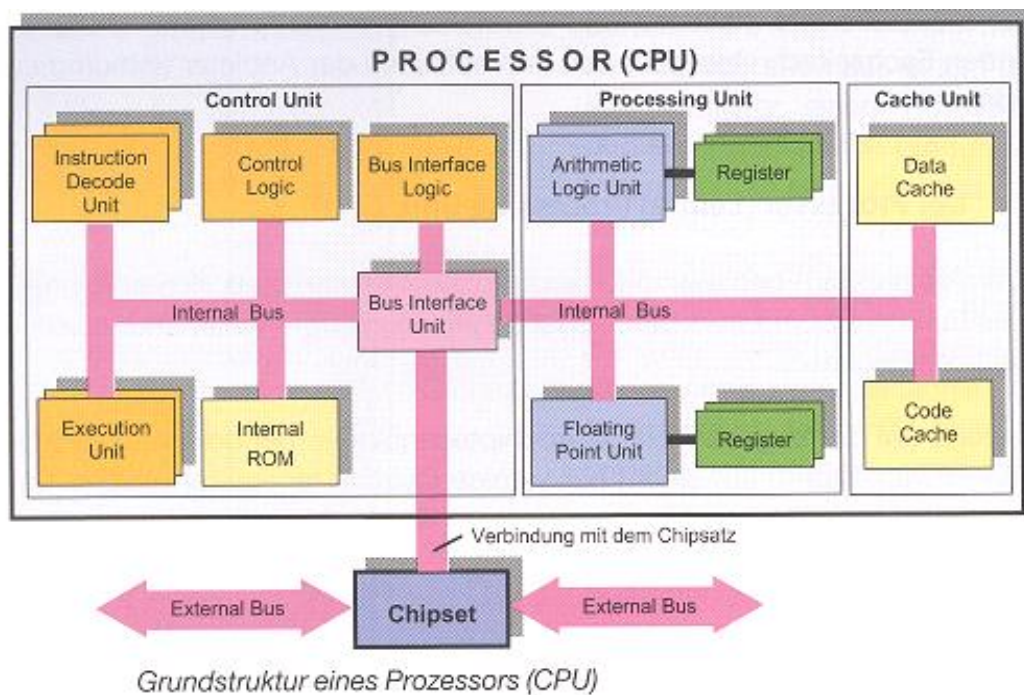 PROCESSOR (CPU)
Control Unit
Processing Unit
Cache Unit
Instruction
Decode
Unit
Control
Logic
Bus Interface
Logic
Arithmetic
Logic Unit
Register
Data
Cache
Internal Bus
Bus Interface
Unit
Internal Bus
Execution
Unit
Internal
ROM
Floating
Point Unit
Register
Code
Cache
Verbindung mit dem Chipsatz
External Bus
Chipset
External Bus
Grundstruktur eines Prozessors (CPU)